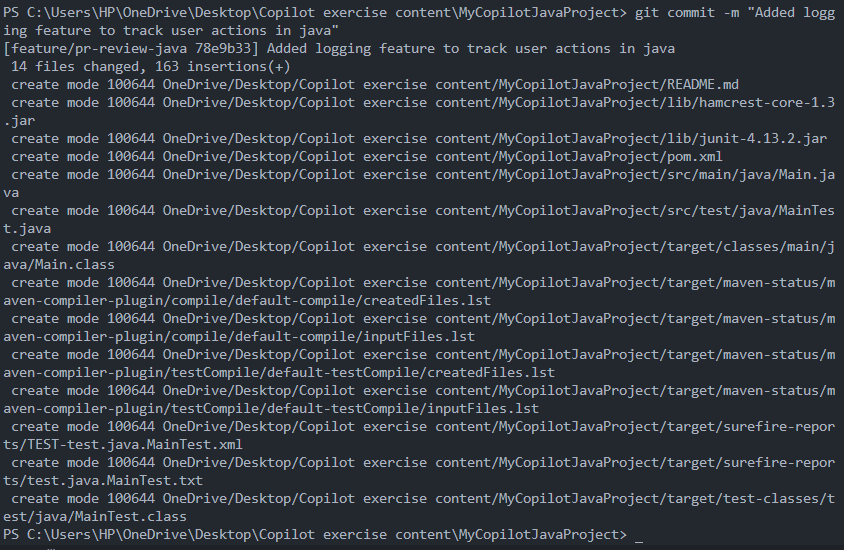 PS C:\Users\HP\OneDrive\Desktop\Copilot exercise content\MyCopilotJavaProject> git commit -m "Added logg
ing feature to track user actions in java"
[feature/pr-review-java 78e9b33] Added logging feature to track user actions in java
 14 files changed, 163 insertions(+)
 create mode 100644 OneDrive/Desktop/Copilot exercise content/MyCopilotJavaProject/README.md
 create mode 100644 OneDrive/Desktop/Copilot exercise content/MyCopilotJavaProject/lib/hamcrest-core-1.3
.jar
 create mode 100644 OneDrive/Desktop/Copilot exercise content/MyCopilotJavaProject/lib/junit-4.13.2.jar
 create mode 100644 OneDrive/Desktop/Copilot exercise content/MyCopilotJavaProject/pom.xml
 create mode 100644 OneDrive/Desktop/Copilot exercise content/MyCopilotJavaProject/src/main/java/Main.ja
va
 create mode 100644 OneDrive/Desktop/Copilot exercise content/MyCopilotJavaProject/src/test/java/MainTes
t.java
 create mode 100644 OneDrive/Desktop/Copilot exercise content/MyCopilotJavaProject/target/classes/main/j
ava/Main.class
 create mode 100644 OneDrive/Desktop/Copilot exercise content/MyCopilotJavaProject/target/maven-status/m
aven-compiler-plugin/compile/default-compile/createdFiles.lst
 create mode 100644 OneDrive/Desktop/Copilot exercise content/MyCopilotJavaProject/target/maven-status/m
aven-compiler-plugin/compile/default-compile/inputFiles.lst
 create mode 100644 OneDrive/Desktop/Copilot exercise content/MyCopilotJavaProject/target/maven-status/m
aven-compiler-plugin/testCompile/default-testCompile/createdFiles.lst
 create mode 100644 OneDrive/Desktop/Copilot exercise content/MyCopilotJavaProject/target/maven-status/m
aven-compiler-plugin/testCompile/default-testCompile/inputFiles.lst
 create mode 100644 OneDrive/Desktop/Copilot exercise content/MyCopilotJavaProject/target/surefire-repor
ts/TEST-test.java.MainTest.xml
 create mode 100644 OneDrive/Desktop/Copilot exercise content/MyCopilotJavaProject/target/surefire-repor
ts/test.java.MainTest.txt
 create mode 100644 OneDrive/Desktop/Copilot exercise content/MyCopilotJavaProject/target/test-classes/t
est/java/MainTest.class
PS C:\Users\HP\OneDrive\Desktop\Copilot exercise content\MyCopilotJavaProject> _